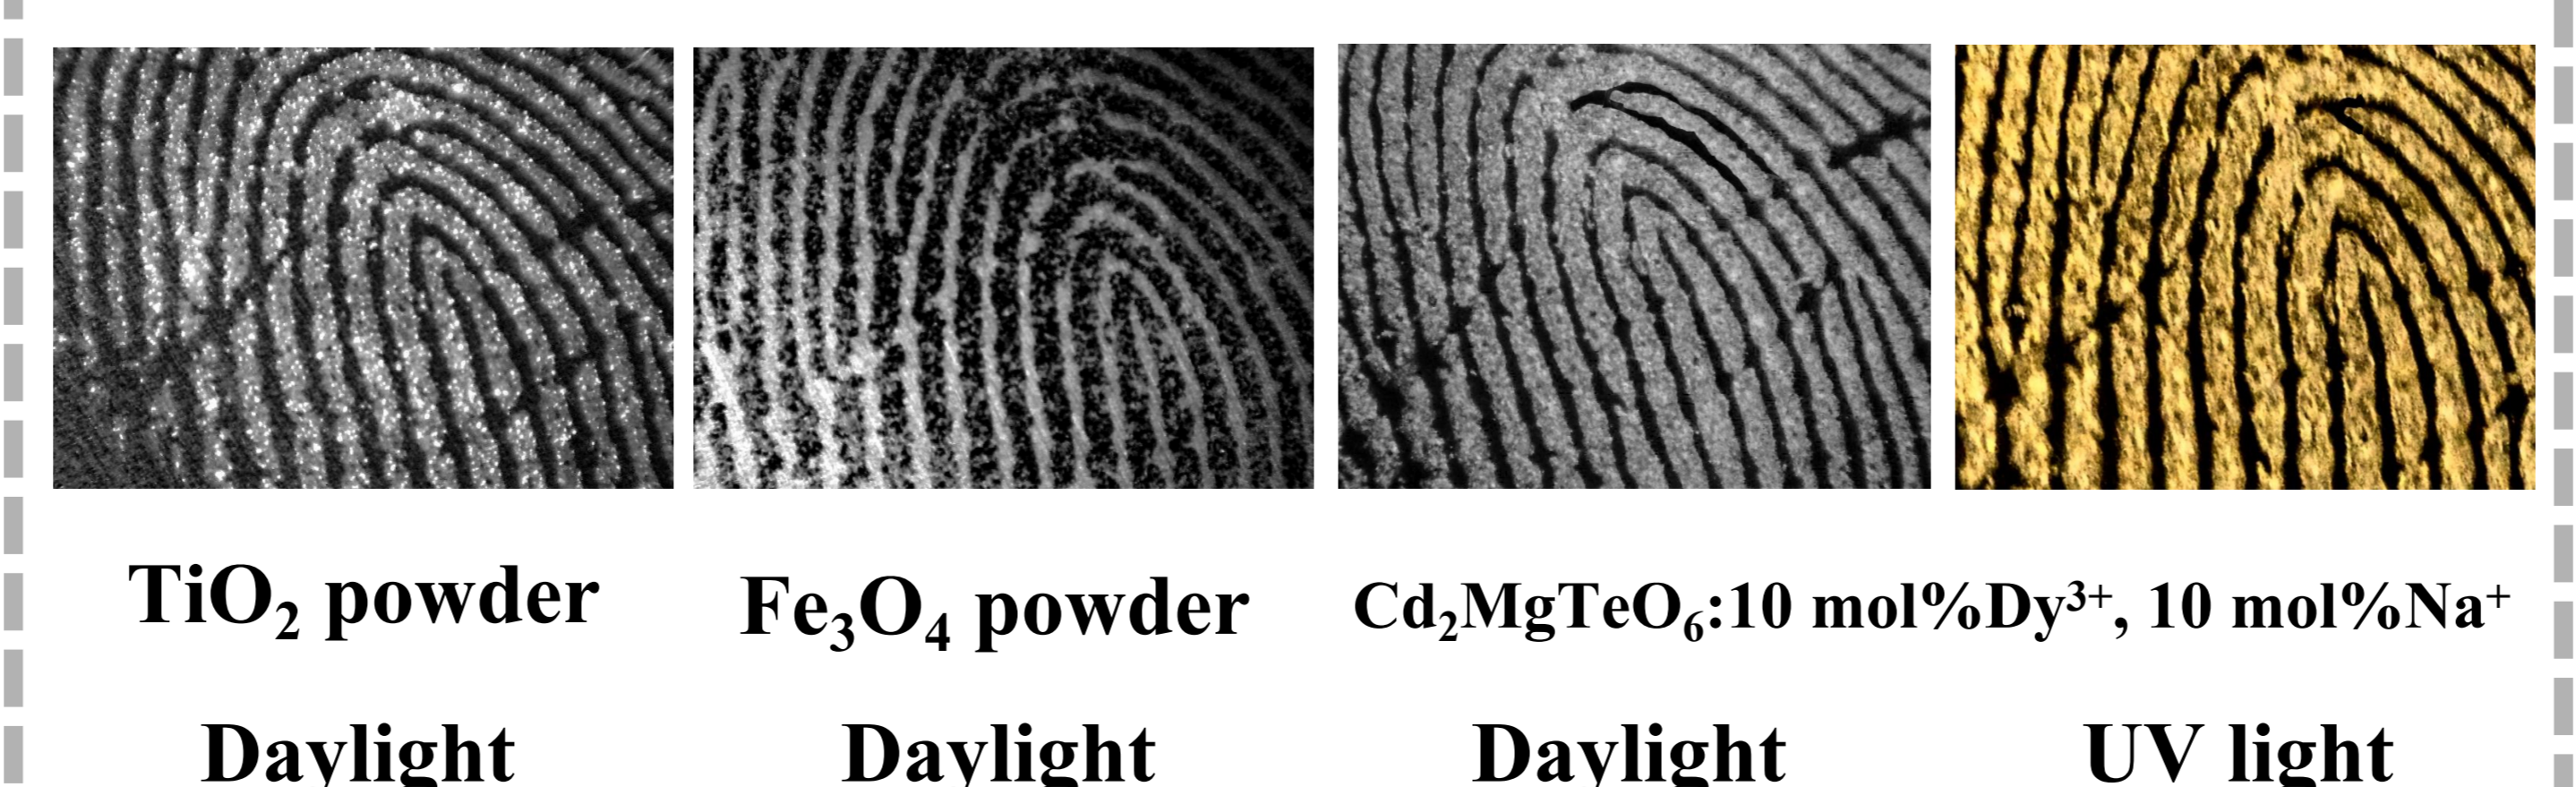 TiO₂ powder Fe₃O₄ powder Cd₂MgTeO₆:10 mol%Dy³⁺, 10 mol%Na⁺
Daylight Daylight Daylight UV light